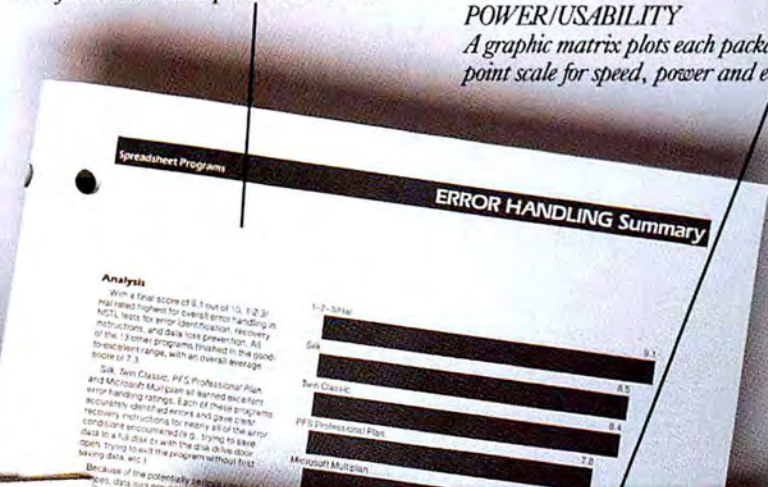 POWER/USABILITY
A graphic matrix plots each packa
point scale for speed, power and e
Spreadsheet Programs
ERROR HANDLING Summary
Analysis
With a final score of 9.1 out of 10, 1-2-3/
Hal rated highest for overall error handling in
NSTL tests for error identification, recovery
instructions, and data loss prevention. All
of the 13 other programs finished in the good-
to-excellent range, with an overall average
score of 7.3
Silk, Twin Classic, PFS Professional Plan,
and Microsoft Multiplan all earned excellent
error handling ratings. Each of these programs
accurately identified errors and gave clear
recovery instructions for nearly all of the error
conditions encountered (e.g., trying to save
data to a full disk or with the disk drive door
open, trying to exit the program without first
saving data, etc.)
Because of the potentially
data loss
1-2-3/Hal
9.1
Silk
8.5
Twin Classic
8.4
PFS Professional Plan
7.8
Microsoft Multiplan